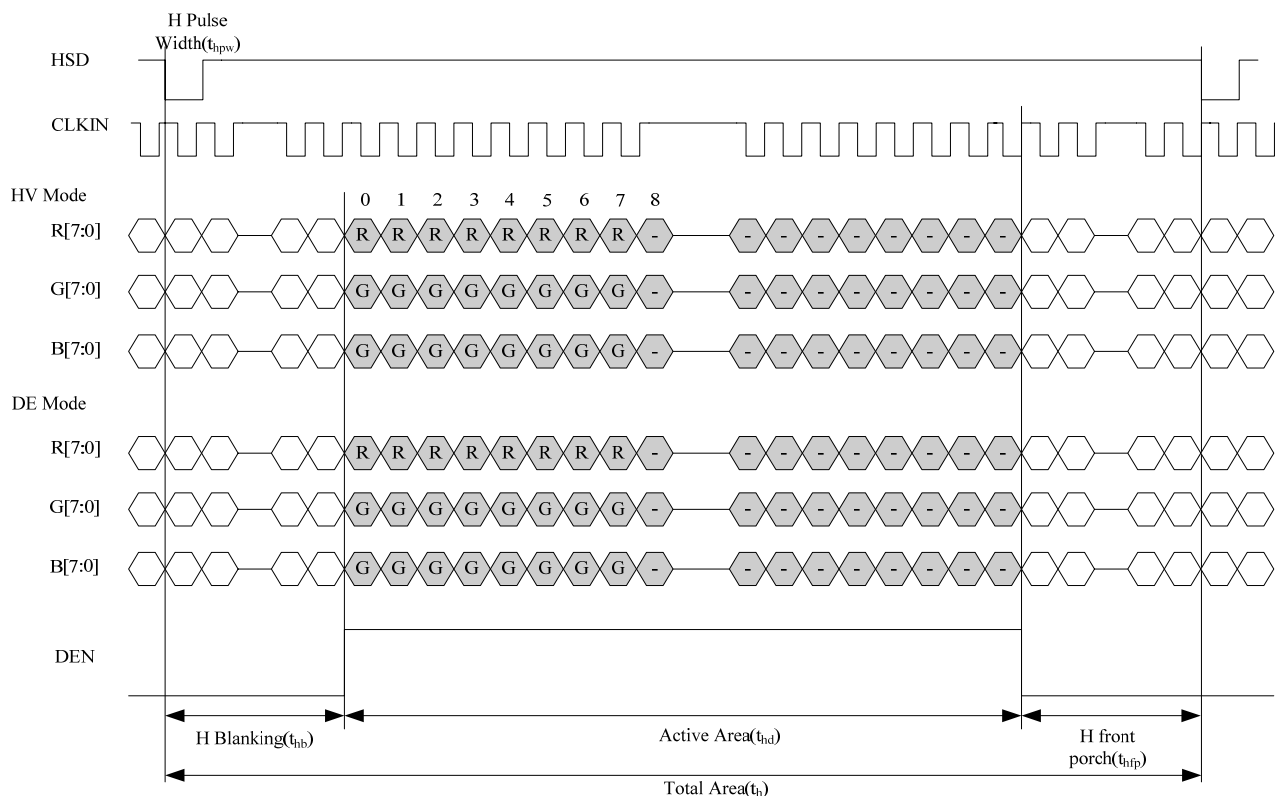 H Pulse
Width(thpw)
HSD
CLKIN
HV Mode
0 1 2 3 4 5 6 7 8
R[7:0] R R R R R R R R - - - - - - - - -
G[7:0] G G G G G G G G - - - - - - - - -
B[7:0] G G G G G G G G - - - - - - - - -
DE Mode
R[7:0] R R R R R R R R - - - - - - - - -
G[7:0] G G G G G G G G - - - - - - - - -
B[7:0] G G G G G G G G - - - - - - - - -
DEN
H Blanking(thb)
Active Area(thd)
H front
porch(thfp)
Total Area(th)